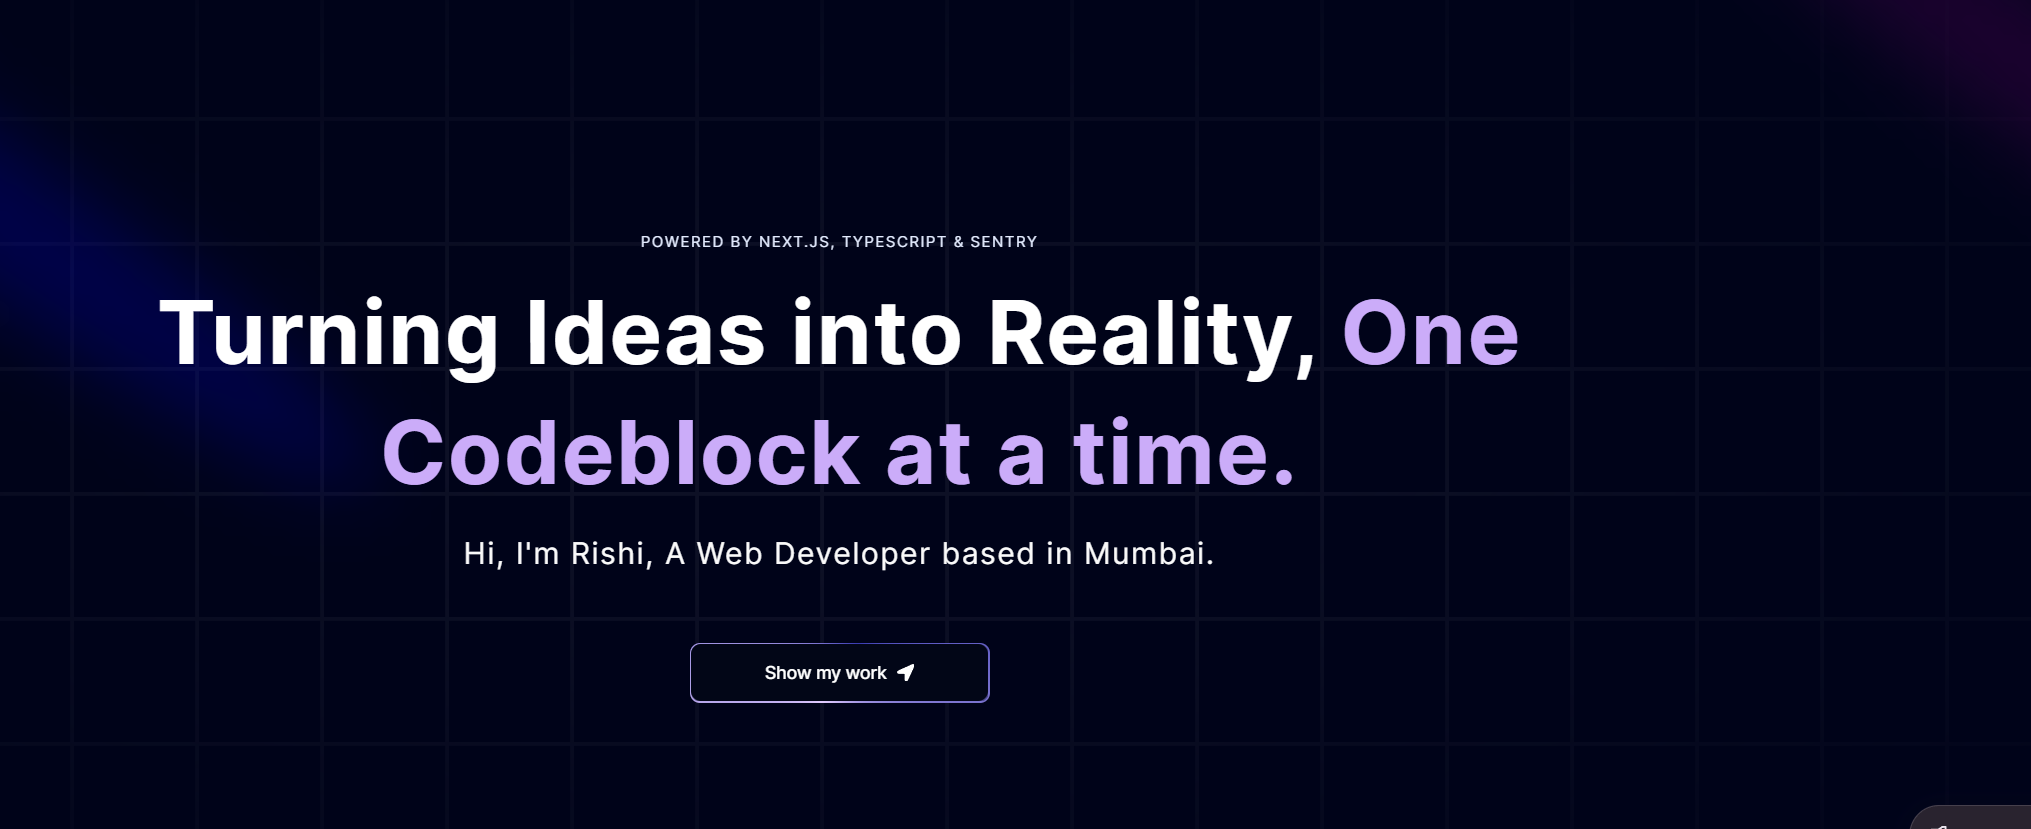 POWERED BY NEXT.JS, TYPESCRIPT & SENTRY
Turning Ideas into Reality, One
Codeblock at a time.
Hi, I'm Rishi, A Web Developer based in Mumbai.
Show my work